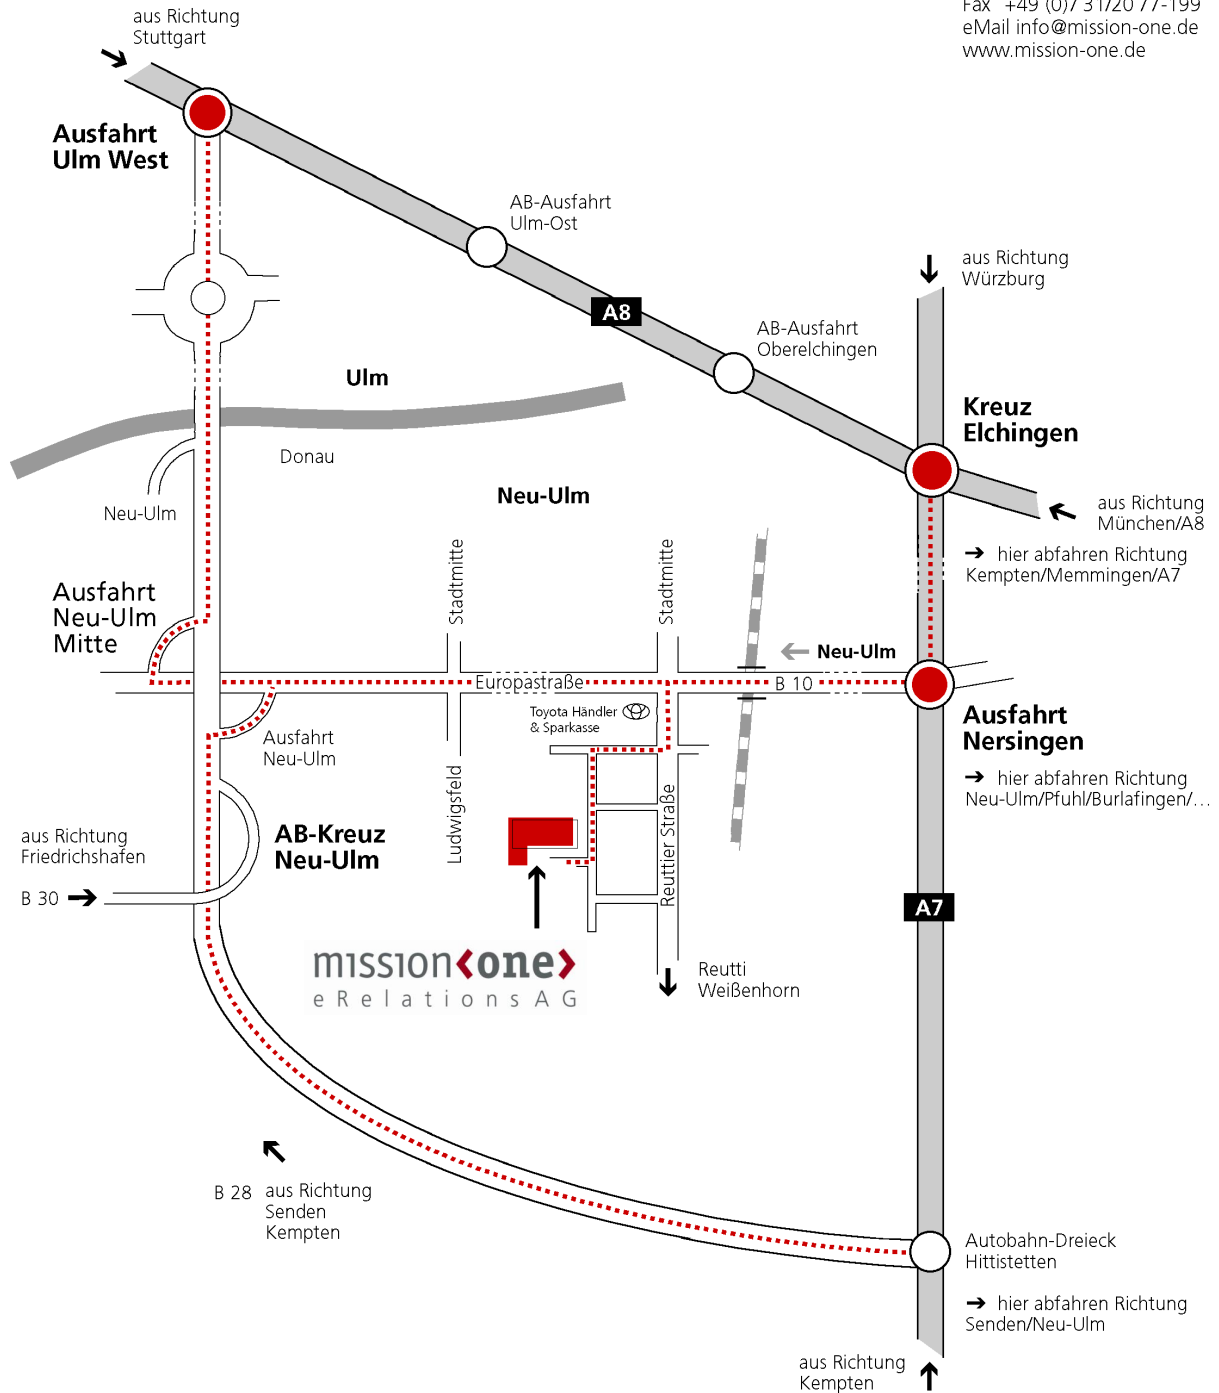 Fax +49 (0)7 31/20 77-199
eMail info@mission-one.de
www.mission-one.de
aus Richtung
Stuttgart
Ausfahrt
Ulm West
AB-Ausfahrt
Ulm-Ost
aus Richtung
Würzburg
A8
AB-Ausfahrt
Oberelchingen
Ulm
Kreuz
Elchingen
Donau
Neu-Ulm
Neu-Ulm
aus Richtung
München/A8
→ hier abfahren Richtung
Kempten/Memmingen/A7
Ausfahrt
Neu-Ulm
Mitte
Stadtmitte
Stadtmitte
← Neu-Ulm
Europastraße
B 10
Toyota Händler
& Sparkasse
Ausfahrt
Neu-Ulm
Ausfahrt
Nersingen
→ hier abfahren Richtung
Neu-Ulm/Pfuhl/Burlafingen/...
Ludwigsfeld
Reuttier Straße
aus Richtung
Friedrichshafen
AB-Kreuz
Neu-Ulm
B 30 →
A7
mission<one>
eRelationsAG
Reutti
Weißenhorn
B 28 aus Richtung
Senden
Kempten
Autobahn-Dreieck
Hittistetten
→ hier abfahren Richtung
Senden/Neu-Ulm
aus Richtung
Kempten